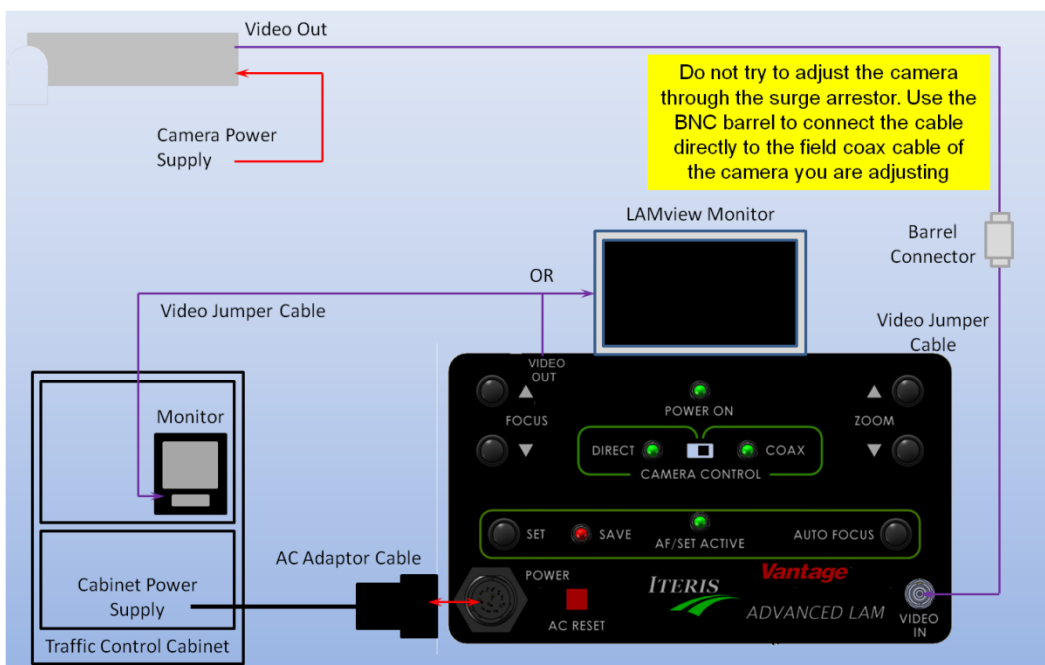 Video Out
Do not try to adjust the camera
through the surge arrestor. Use the
BNC barrel to connect the cable
directly to the field coax cable of
the camera you are adjusting
Camera Power
Supply
LAMview Monitor
Barrel
Connector
OR
Video Jumper Cable
Video Jumper
Cable
VIDEO
OUT
FOCUS
POWER ON
ZOOM
DIRECT
COAX
CAMERA CONTROL
Monitor
SET
SAVE
AF/SET ACTIVE
AUTO FOCUS
AC Adaptor Cable
Cabinet Power
Supply
Traffic Control Cabinet
POWER
AC RESET
ITERIS
Vantage
ADVANCED LAM
VIDEO
IN